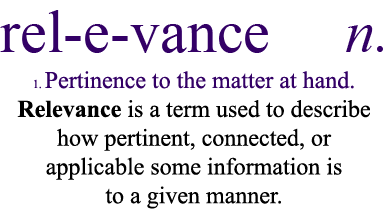 rel-e-vance n.
1. Pertinence to the matter at hand.
Relevance is a term used to describe
how pertinent, connected, or
applicable some information is
to a given manner.